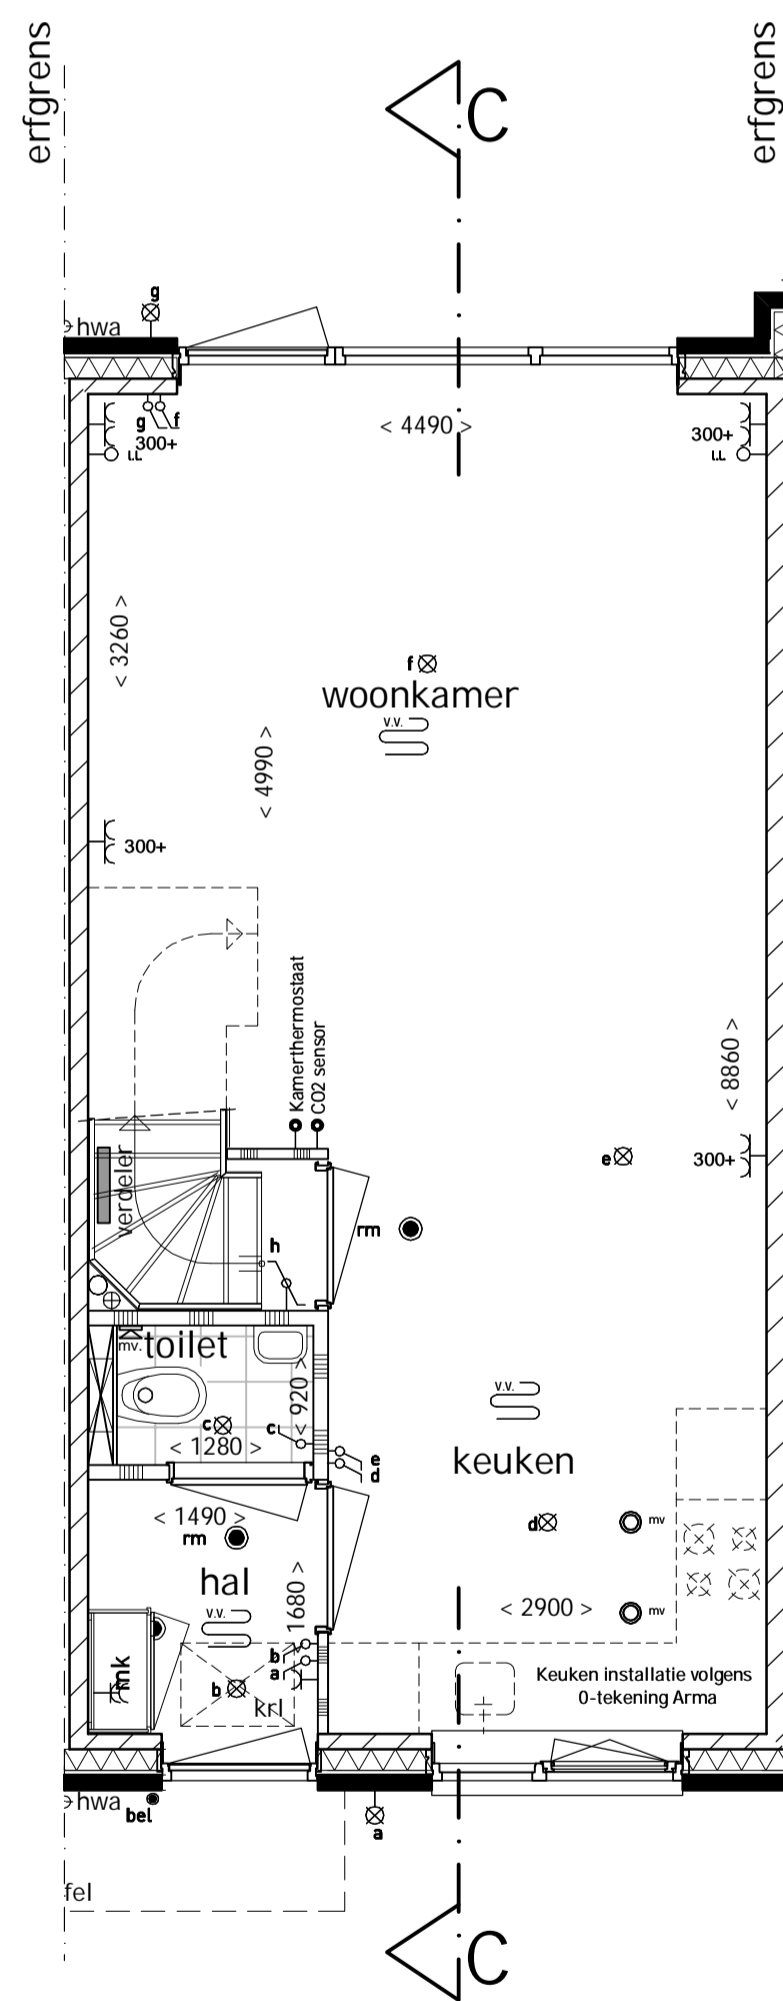 erfgrens
erfgrens
C
g
hwa
g f
300+
LL
< 4490 >
300+
LL
< 3260 >
f
woonkamer
v.v.
< 4990 >
300+
Kamerthermostaat
CO2 sensor
< 8860 >
verdeler
e
300+
rm
h
mv.
toilet
< 920 >
v.v.
c
c
< 1280 >
e
d
keuken
< 1490 >
rm
d
mv
hal
< 1680 >
v.v.
< 2900 >
mv
mk
b
a
b
krl
Keuken installatie volgens
0-tekening Arma
hwa
bel
a
fel
C